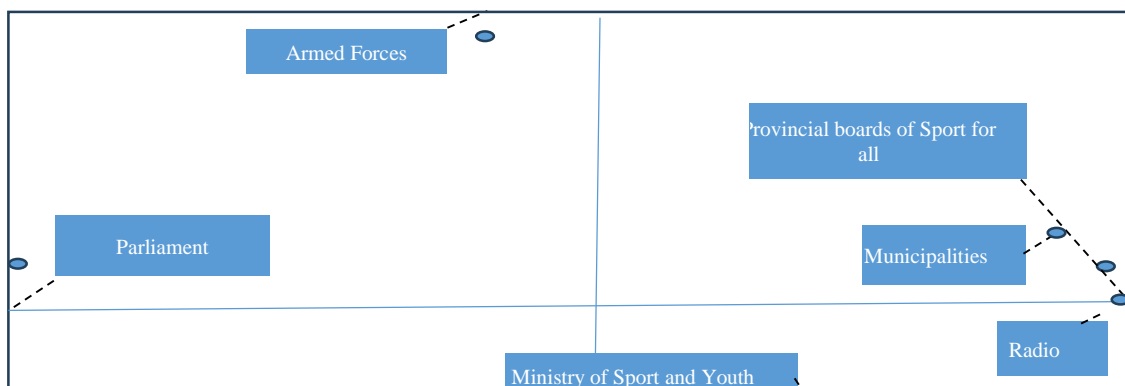 Armed Forces
Provincial boards of Sport for
all
Parliament
Municipalities
Radio
Ministry of Sport and Youth